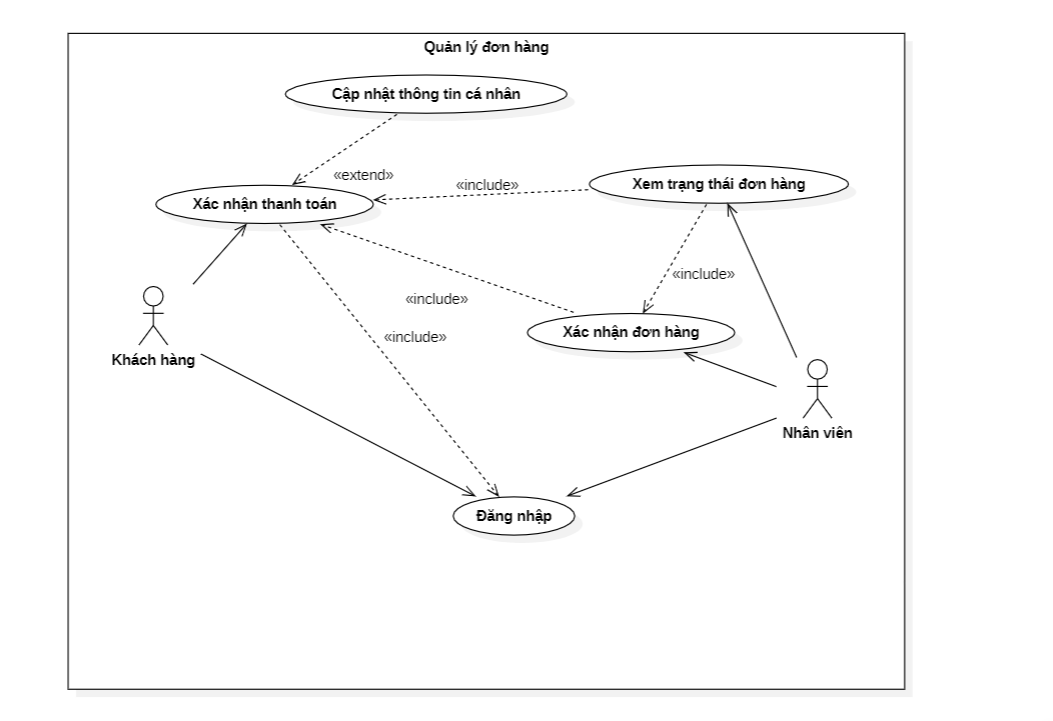 Quản lý đơn hàng
Cập nhật thông tin cá nhân
«extend»
«include»
Xem trạng thái đơn hàng
Xác nhận thanh toán
«include»
«include»
Xác nhận đơn hàng
«include»
Khách hàng
Nhân viên
Đăng nhập